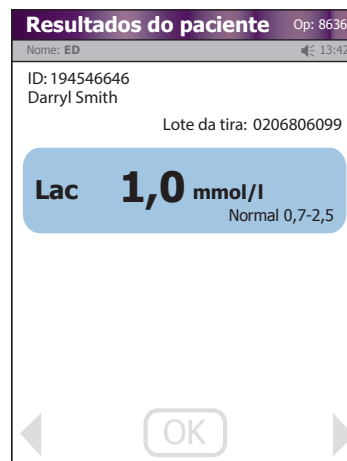 Resultados do paciente Op: 8636
Nome: ED 13:42
ID: 194546646
Darryl Smith
Lote da tira: 0206806099
Lac 1,0 mmol/l
Normal 0,7-2,5
OK